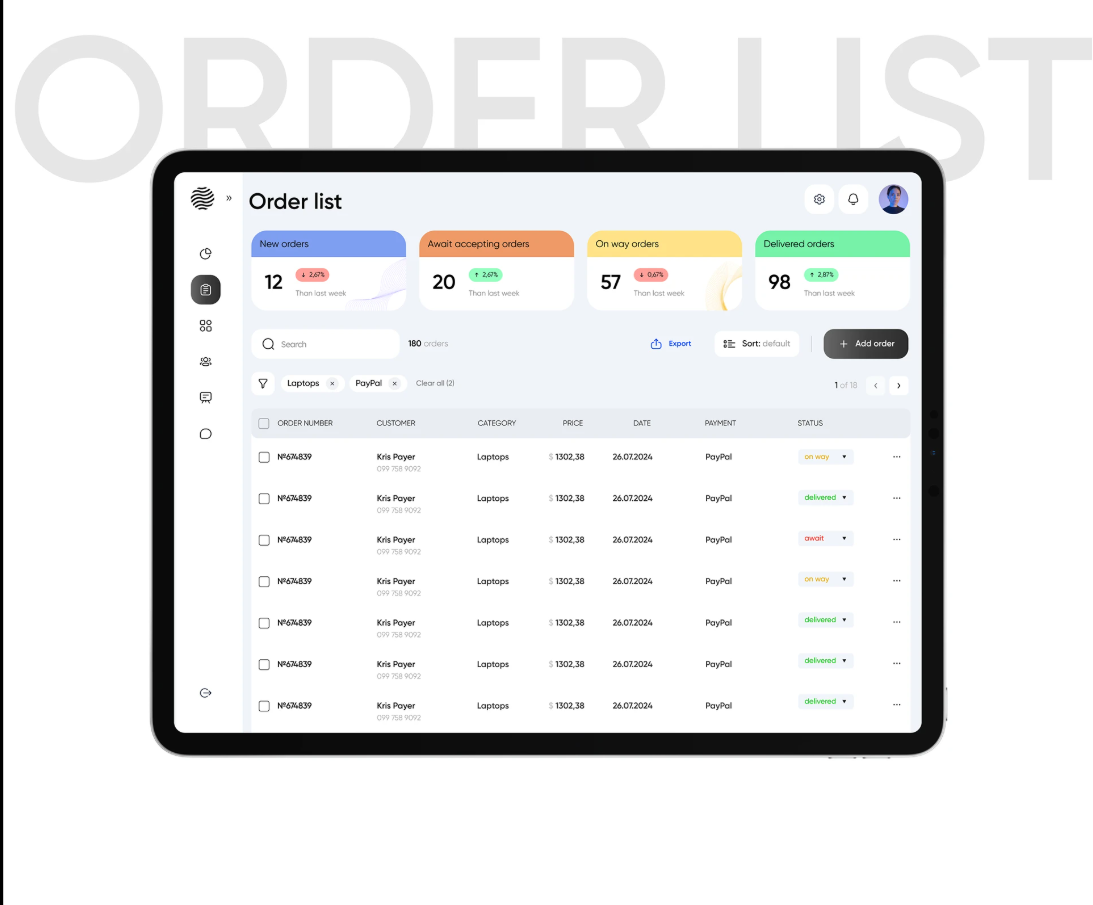 ORDER LIST
»
Order list
New orders
12
↓ 2,67%
Than last week
Await accepting orders
20
↑ 2,67%
Than last week
On way orders
57
↓ 0,67%
Than last week
Delivered orders
98
↑ 2,87%
Than last week
Search
180 orders
Export
Sort: default
+ Add order
Laptops ×
PayPal ×
Clear all (2)
1 of 18 ‹ ›
ORDER NUMBER CUSTOMER CATEGORY PRICE DATE PAYMENT STATUS
№674839 Kris Payer Laptops $ 1302,38 26.07.2024 PayPal on way ▼ ...
099 758 9092
№674839 Kris Payer Laptops $ 1302,38 26.07.2024 PayPal delivered ▼ ...
099 758 9092
№674839 Kris Payer Laptops $ 1302,38 26.07.2024 PayPal await ▼ ...
099 758 9092
№674839 Kris Payer Laptops $ 1302,38 26.07.2024 PayPal on way ▼ ...
099 758 9092
№674839 Kris Payer Laptops $ 1302,38 26.07.2024 PayPal delivered ▼ ...
099 758 9092
№674839 Kris Payer Laptops $ 1302,38 26.07.2024 PayPal delivered ▼ ...
099 758 9092
№674839 Kris Payer Laptops $ 1302,38 26.07.2024 PayPal delivered ▼ ...
099 758 9092